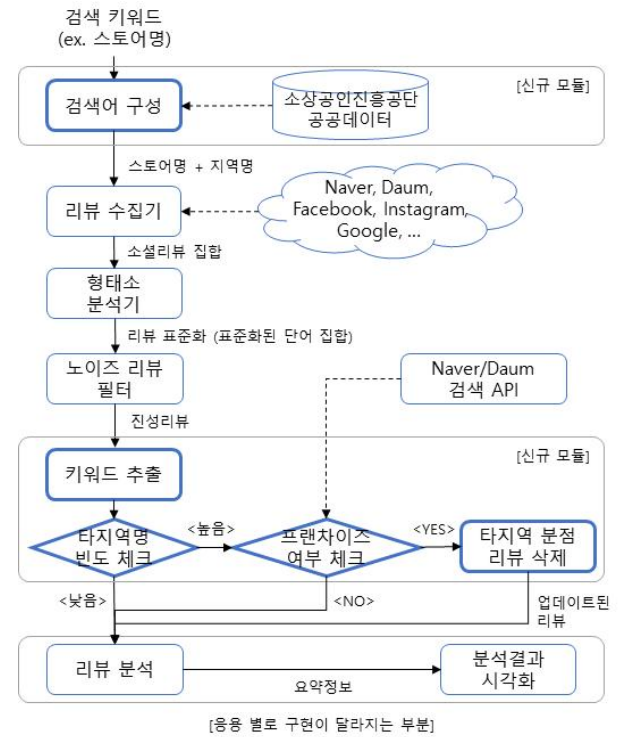 검색 키워드
(ex. 스토어명)
[신규 모듈]
검색어 구성
소상공인진흥공단
공공데이터
스토어명 + 지역명
리뷰 수집기
Naver, Daum,
Facebook, Instagram,
Google, ...
소셜리뷰 집합
형태소
분석기
리뷰 표준화 (표준화된 단어 집합)
노이즈 리뷰
필터
Naver/Daum
검색 API
진성리뷰
[신규 모듈]
키워드 추출
타지역명
빈도 체크
<높음>
프랜차이즈
여부 체크
<YES>
타지역 분점
리뷰 삭제
<낮음>
<NO>
업데이트된
리뷰
리뷰 분석
요약정보
분석결과
시각화
[응용 별로 구현이 달라지는 부분]